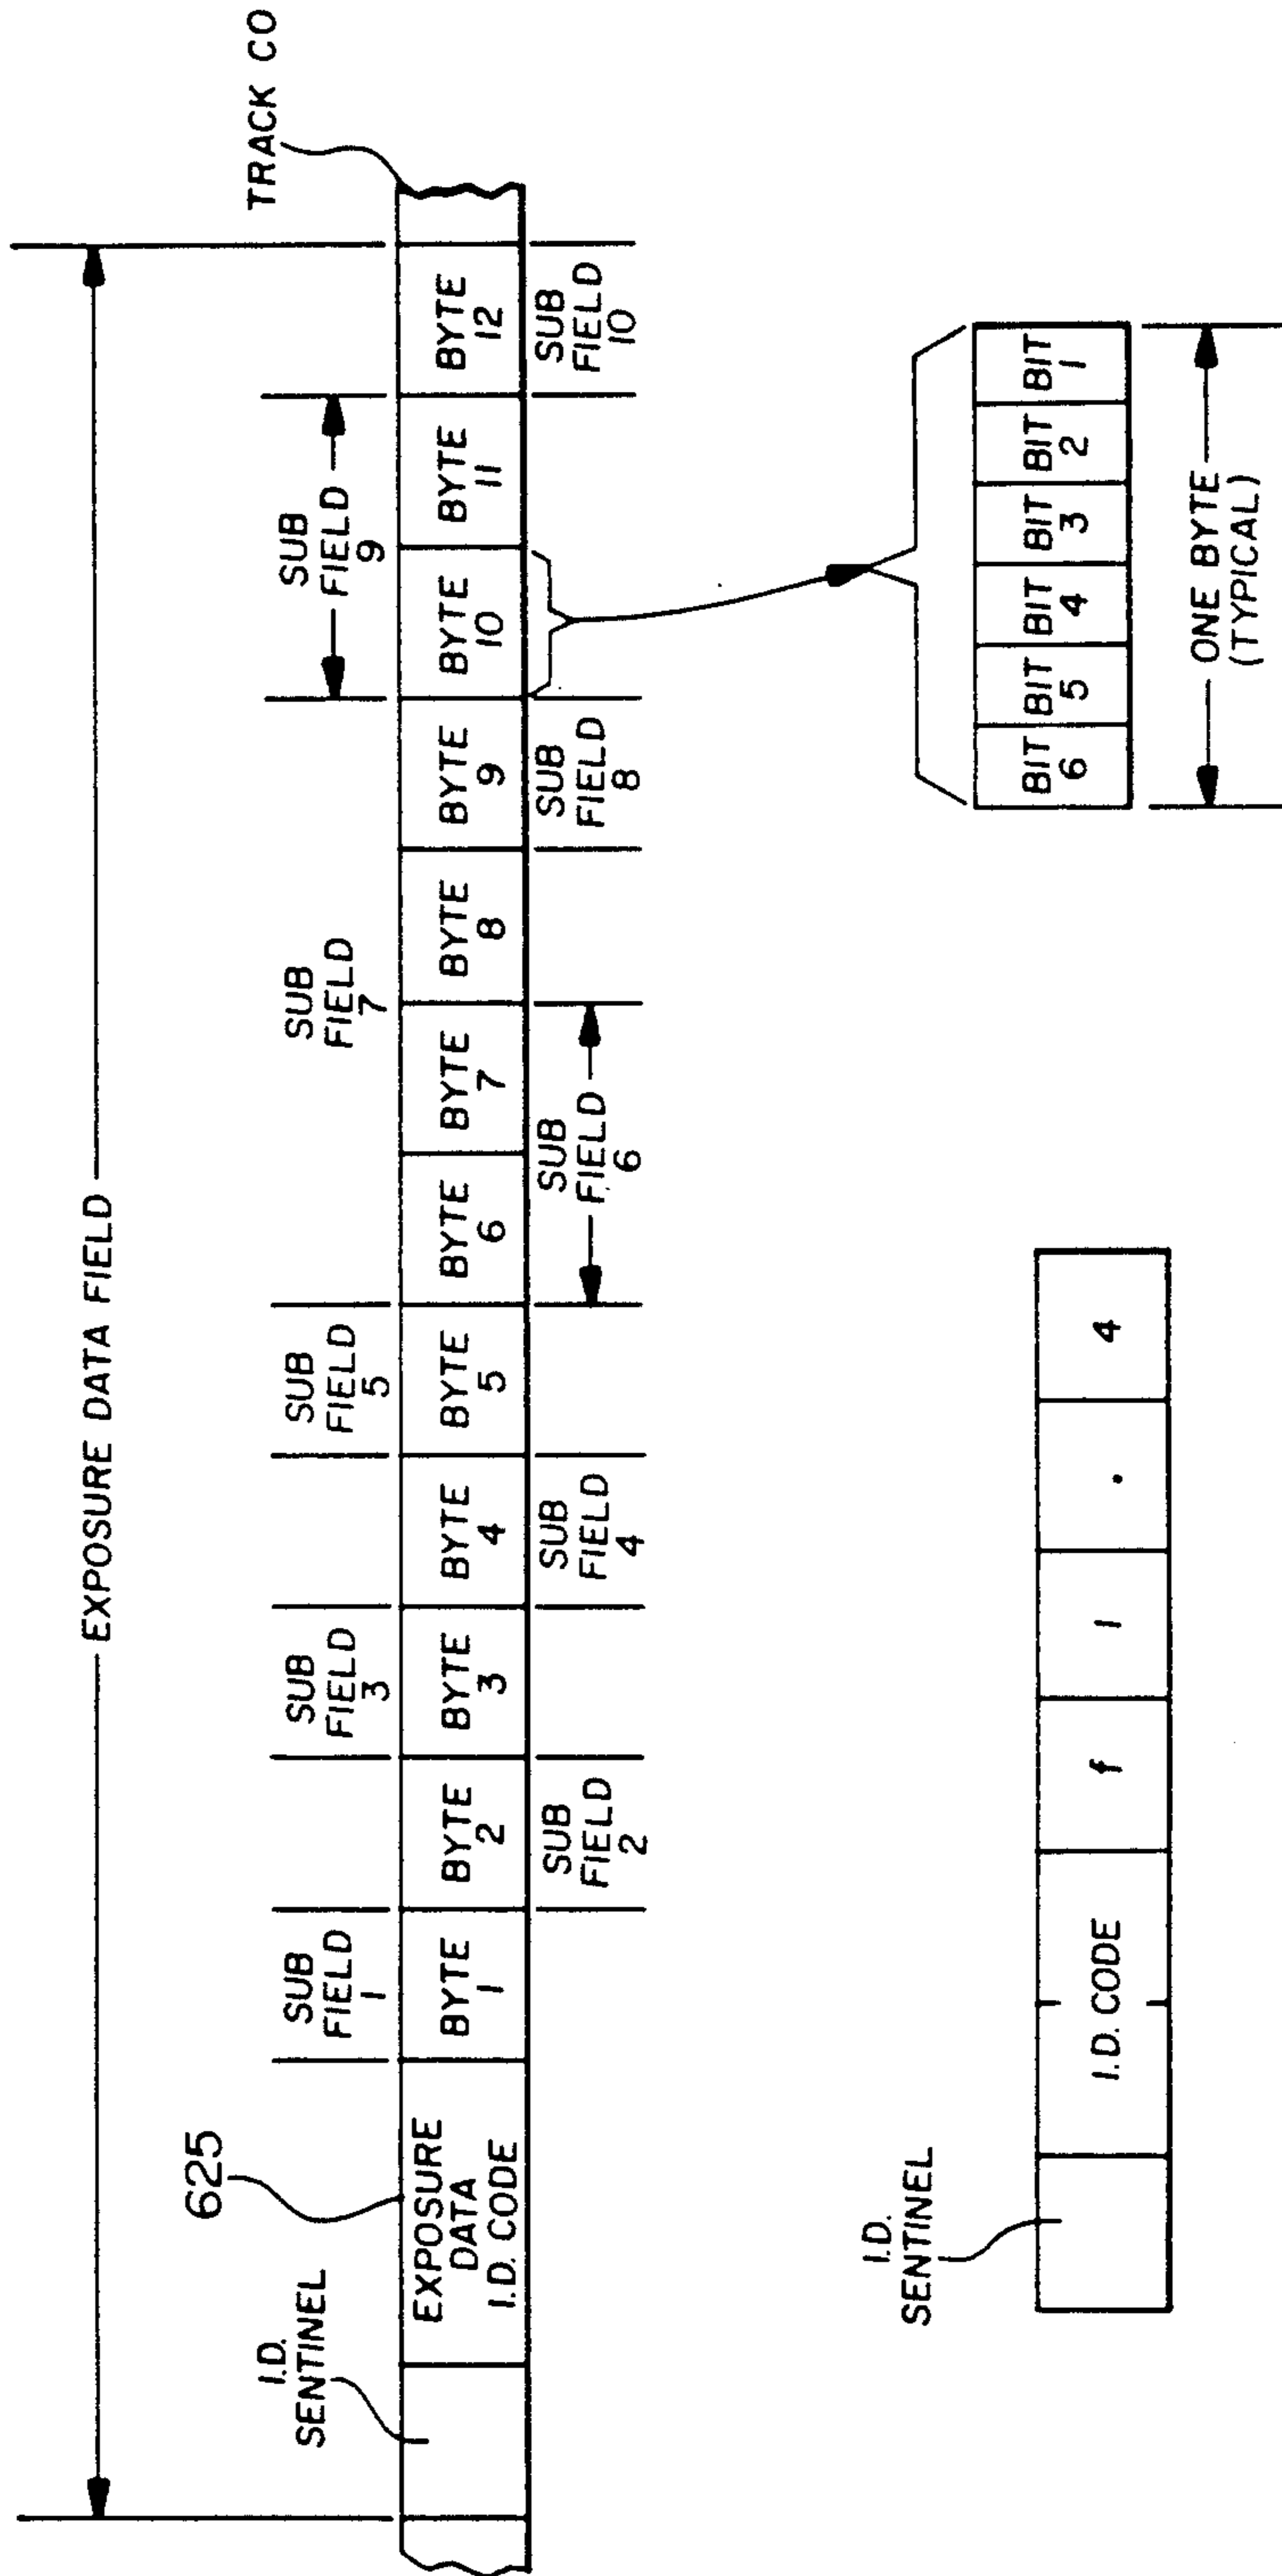 EXPOSURE DATA FIELD
TRACK CO
625
I.D.
SENTINEL
SUB
FIELD
1
SUB
FIELD
3
SUB
FIELD
5
SUB
FIELD
7
SUB
FIELD
9
EXPOSURE
DATA
I.D. CODE
BYTE
1
BYTE
2
BYTE
3
BYTE
4
BYTE
5
BYTE
6
BYTE
7
BYTE
8
BYTE
9
BYTE
10
BYTE
11
BYTE
12
SUB
FIELD
2
SUB
FIELD
4
SUB
FIELD
6
SUB
FIELD
8
SUB
FIELD
10
I.D.
SENTINEL
I.D. CODE
f
1
.
4
BIT
6
BIT
5
BIT
4
BIT
3
BIT
2
BIT
1
ONE BYTE
(TYPICAL)